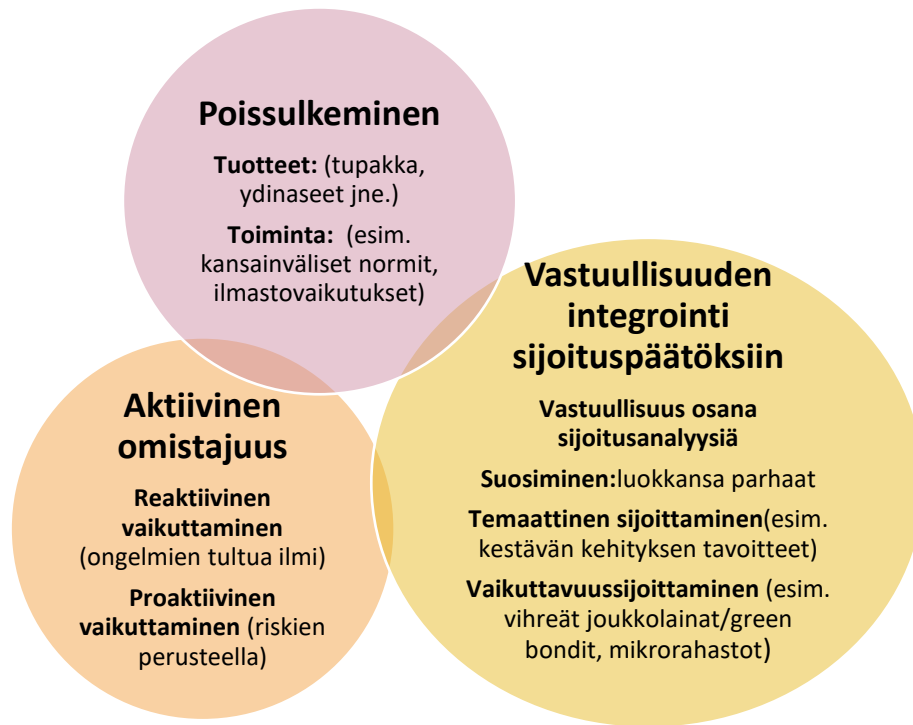 Poissulkeminen
Tuotteet: (tupakka,
ydinaseet jne.)
Toiminta: (esim.
kansainväliset normit,
ilmastovaikutukset)
Aktiivinen
omistajuus
Reaktiivinen
vaikuttaminen
(ongelmien tultua ilmi)
Proaktiivinen
vaikuttaminen (riskien
perusteella)
Vastuullisuuden
integrointi
sijoituspäätöksiin
Vastuullisuus osana
sijoitusanalyysiä
Suosiminen:luokkansa parhaat
Temaattinen sijoittaminen(esim.
kestävän kehityksen tavoitteet)
Vaikuttavuussijoittaminen (esim.
vihreät joukkolainat/green
bondit, mikrorahastot)